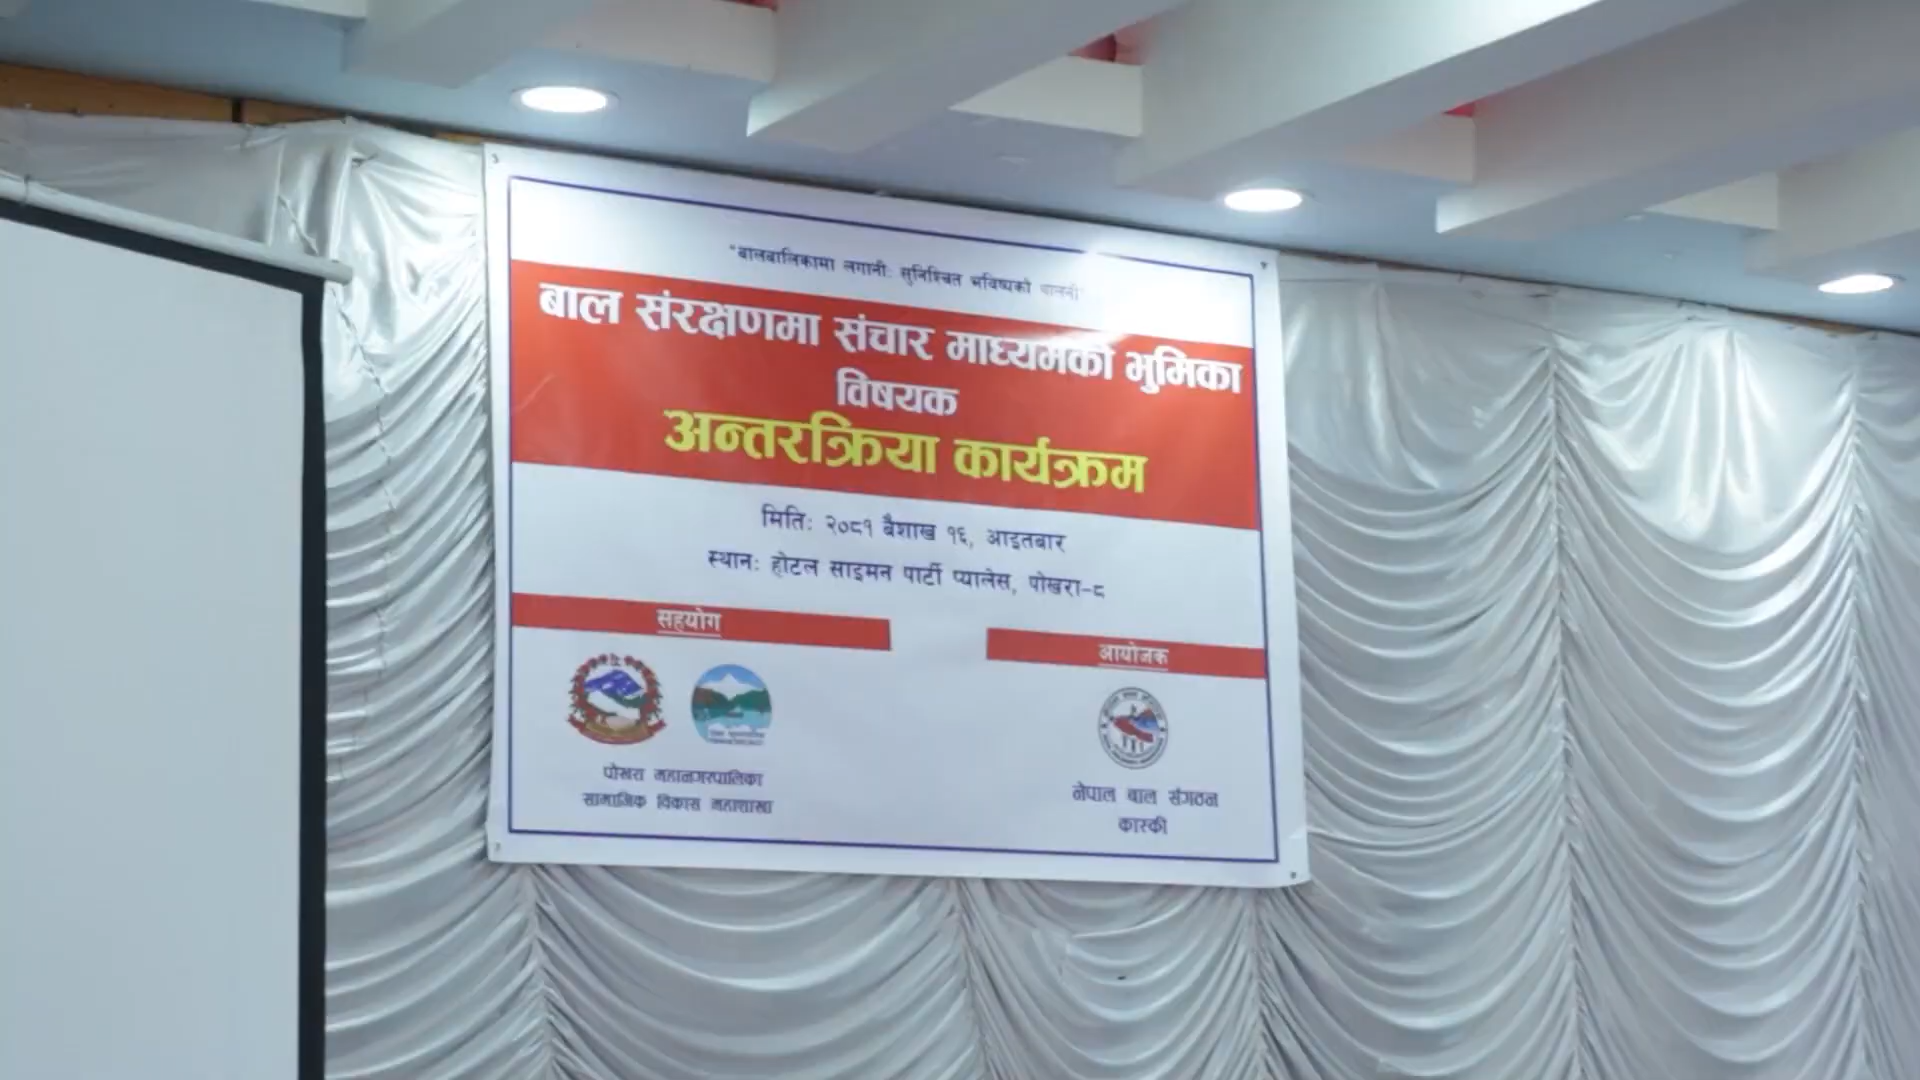 "बालबालिकामा लगानी: सुनिश्चित भविष्यको थालनी"
बाल संरक्षणमा संचार माध्यमको भुमिका
विषयक
अन्तरक्रिया कार्यक्रम
मिति: २०८१ बैशाख १६, आइतबार
स्थान: होटल साइमन पार्टी प्यालेस, पोखरा-८
सहयोग
पोखरा महानगरपालिका
सामाजिक विकास महाशाखा
आयोजक
नेपाल बाल संगठन
कास्की